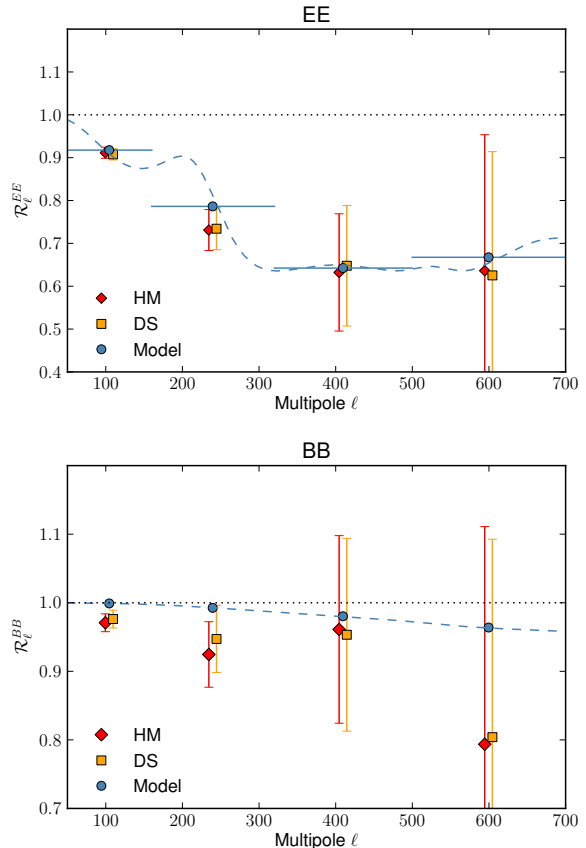 EE
1.1
1.0
0.9
0.8
0.7
0.6
0.5
0.4
ℛ_ℓ^{EE}
HM
DS
Model
100 200 300 400 500 600 700
Multipole ℓ
BB
1.1
1.0
0.9
0.8
0.7
ℛ_ℓ^{BB}
HM
DS
Model
100 200 300 400 500 600 700
Multipole ℓ